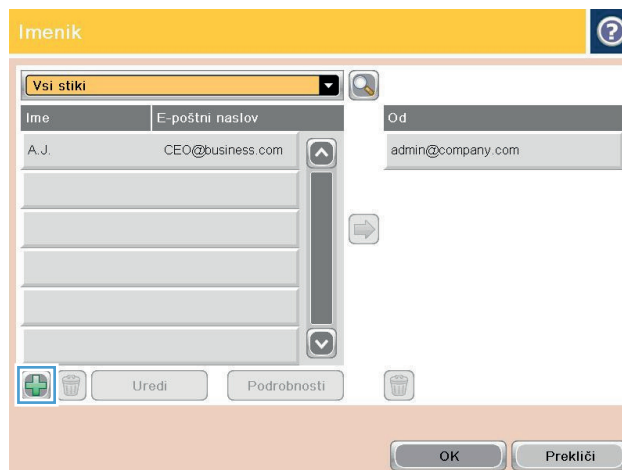 Imenik
?
Vsi stiki
Ime E-poštni naslov
Od
A.J. CEO@business.com
admin@company.com
Uredi Podrobnosti
OK Prekliči